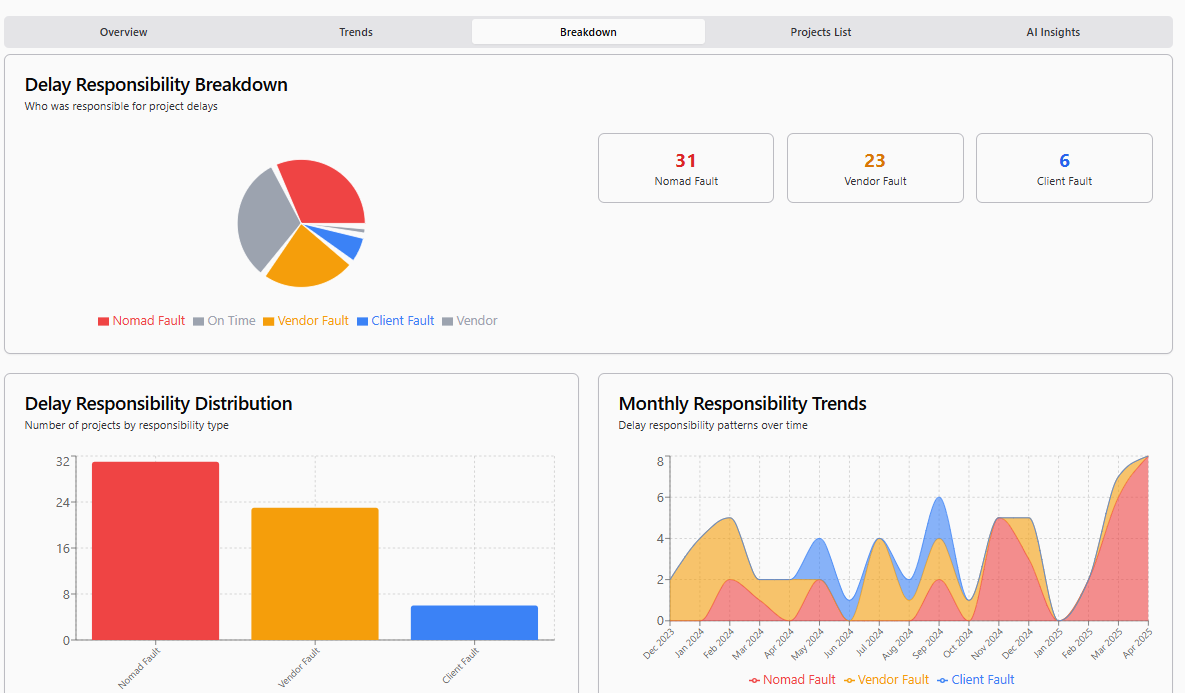 Overview Trends Breakdown Projects List AI Insights
Delay Responsibility Breakdown
Who was responsible for project delays
31
Nomad Fault
23
Vendor Fault
6
Client Fault
Nomad Fault On Time Vendor Fault Client Fault Vendor
Delay Responsibility Distribution
Number of projects by responsibility type
32
24
16
8
0
Nomad Fault Vendor Fault Client Fault
Monthly Responsibility Trends
Delay responsibility patterns over time
8
6
4
2
0
Dec 2023 Jan 2024 Feb 2024 Mar 2024 Apr 2024 May 2024 Jun 2024 Jul 2024 Aug 2024 Sep 2024 Oct 2024 Nov 2024 Dec 2024 Jan 2025 Feb 2025 Mar 2025 Apr 2025
Nomad Fault Vendor Fault Client Fault